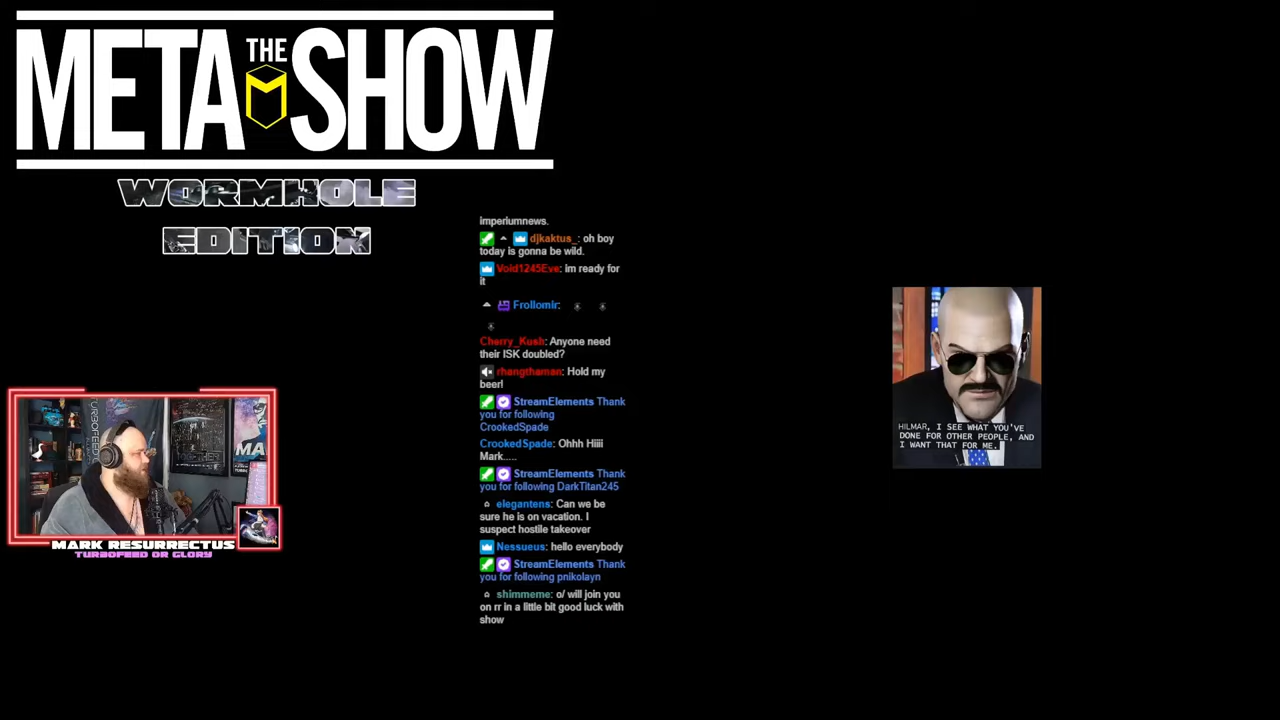 META THE SHOW
WORMHOLE
EDITION
imperiumnews.
djkaktus_: oh boy
today is gonna be wild.
Void1245Eve: im ready for
it
Frollomir:
Cherry_Kush: Anyone need
their ISK doubled?
rhangthaman: Hold my
beer!
StreamElements Thank
you for following
CrookedSpade
CrookedSpade: Ohhh Hiiii
Mark.....
StreamElements Thank
you for following DarkTitan245
elegantens: Can we be
sure he is on vacation. I
suspect hostile takeover
Nessueus: hello everybody
StreamElements Thank
you for following pnikolayn
shimmeme: o/ will join you
on rr in a little bit good luck with
show
MARK RESURRECTUS
TURBOFEED OR GLORY
HILMAR, I SEE WHAT YOU'VE
DONE FOR OTHER PEOPLE, AND
I WANT THAT FOR ME.